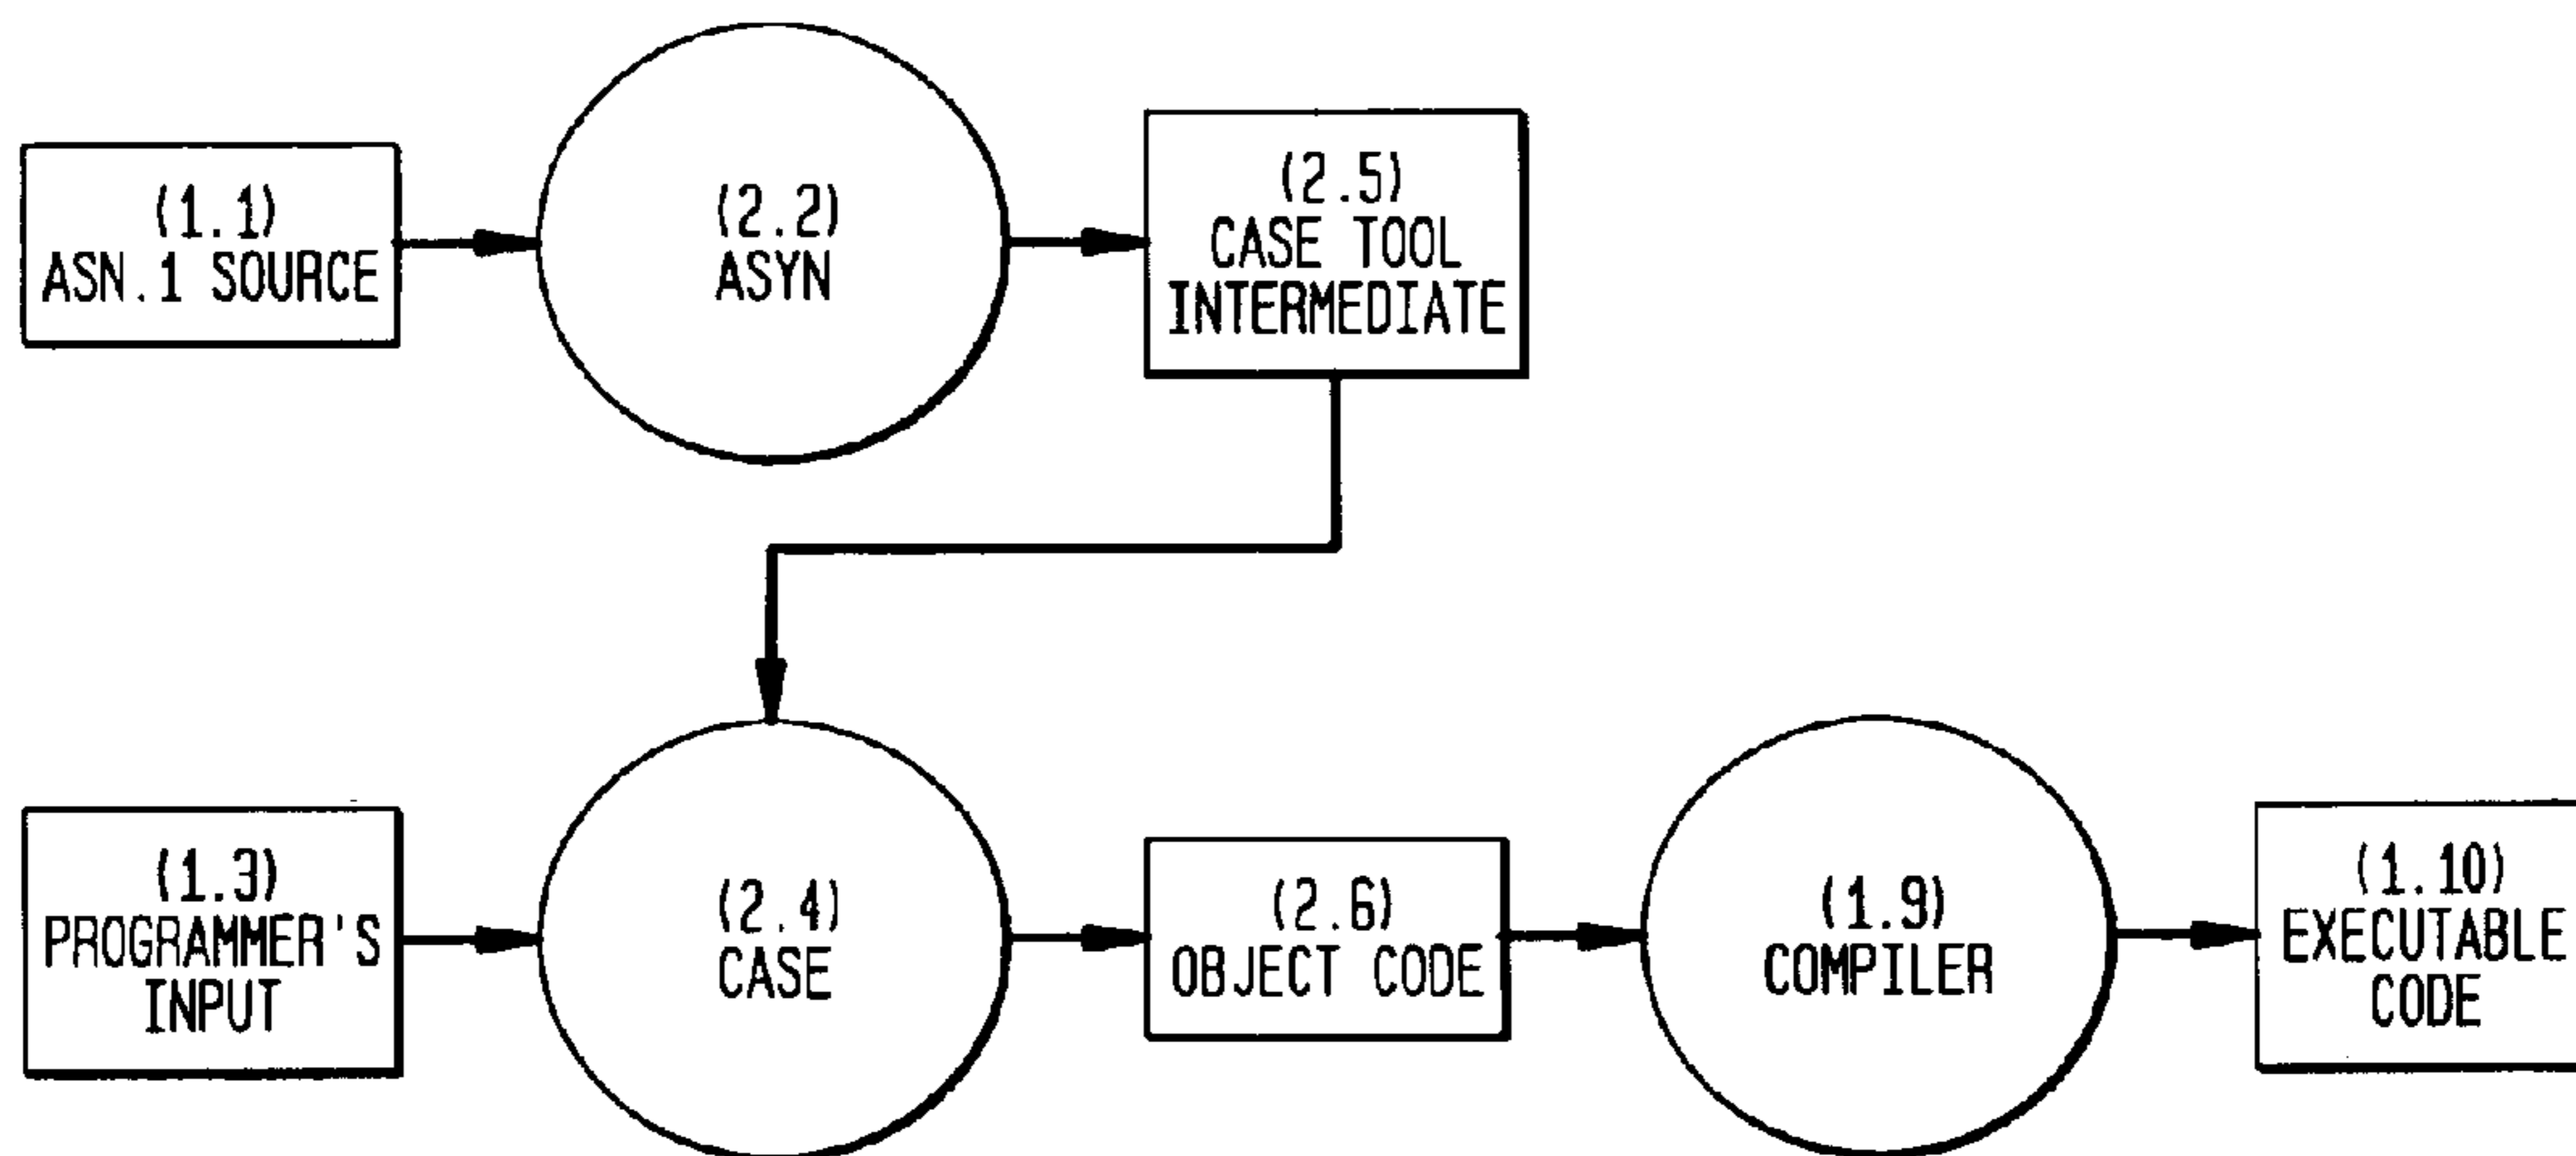 (1.1)
ASN.1 SOURCE
(2.2)
ASYN
(2.5)
CASE TOOL
INTERMEDIATE
(1.3)
PROGRAMMER'S
INPUT
(2.4)
CASE
(2.6)
OBJECT CODE
(1.9)
COMPILER
(1.10)
EXECUTABLE
CODE